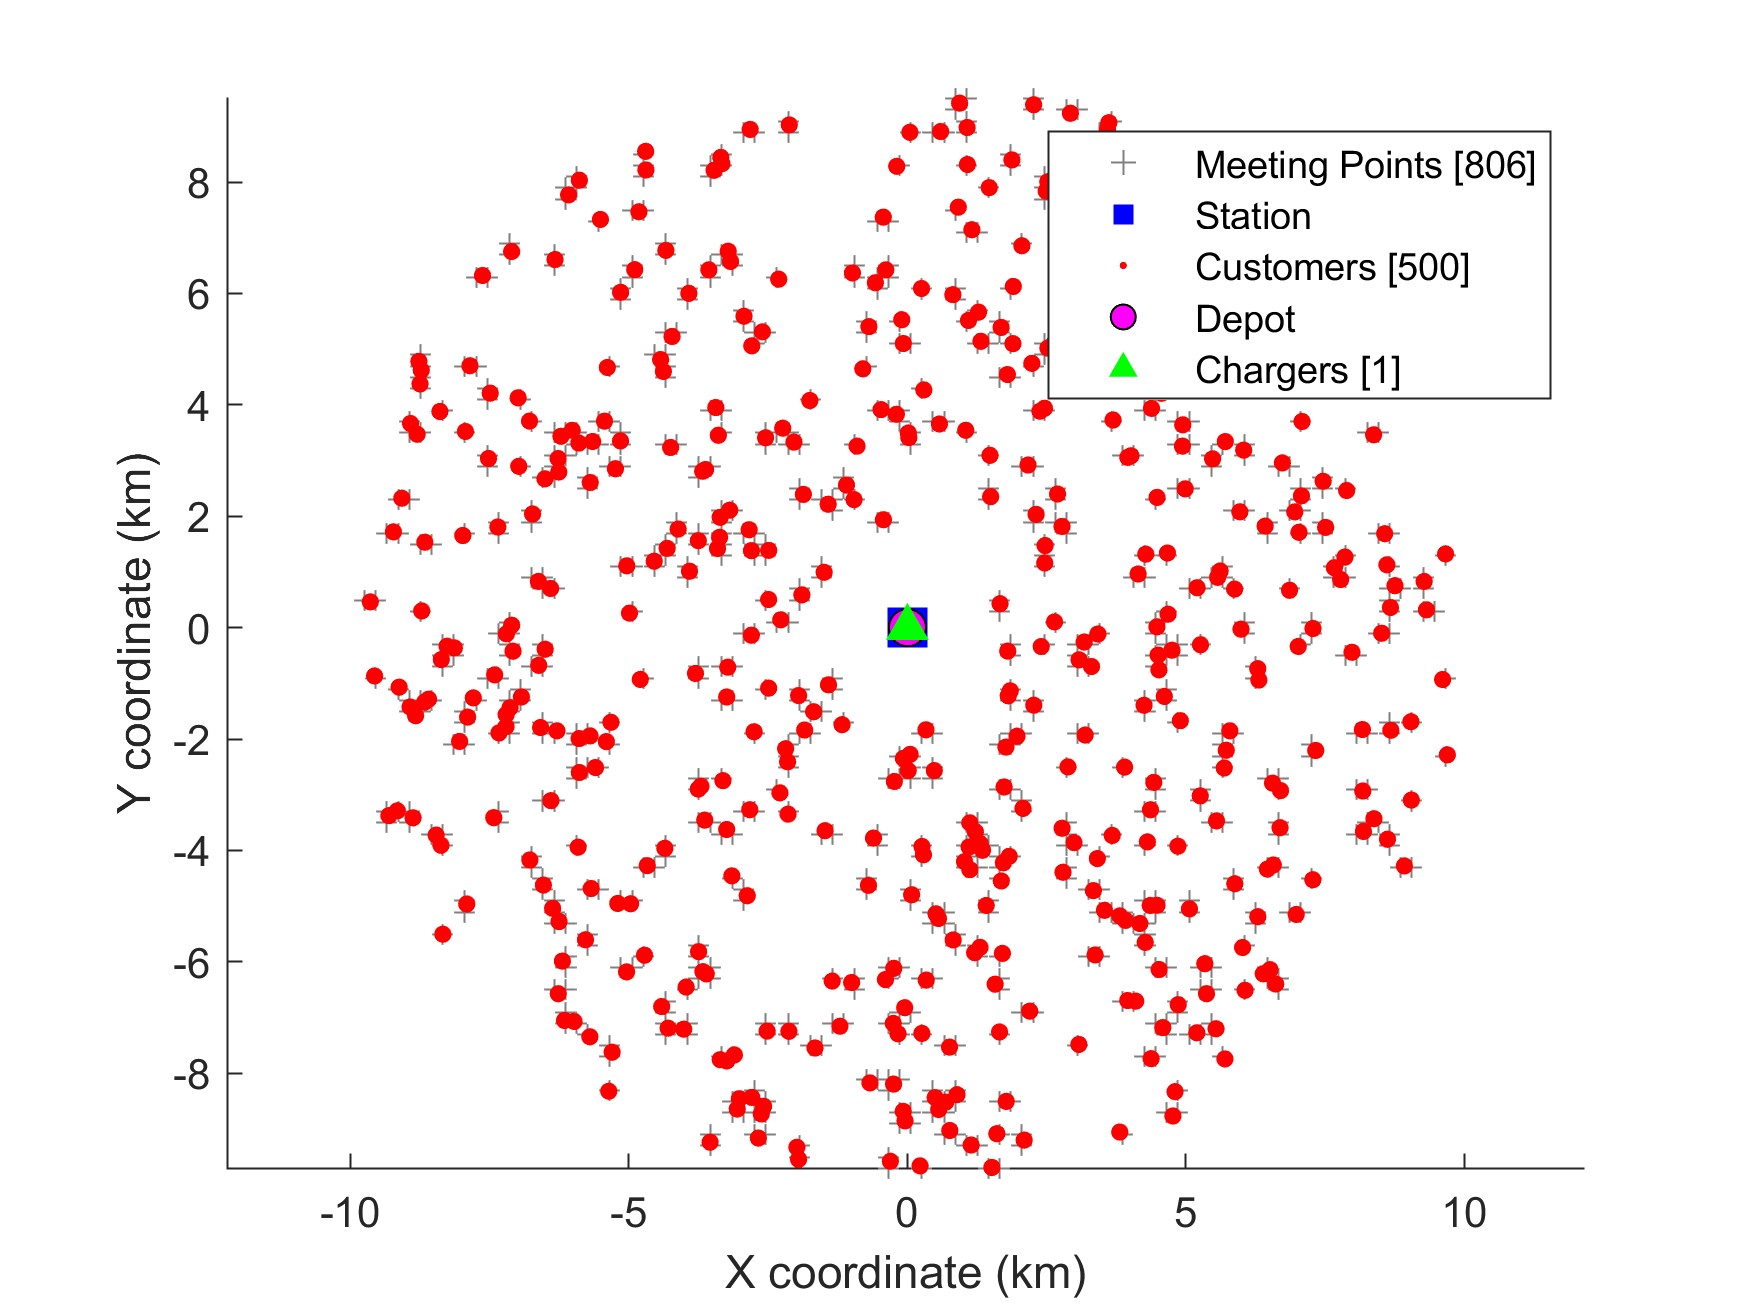 Meeting Points [806]
Station
Customers [500]
Depot
Chargers [1]
8
6
4
2
0
-2
-4
-6
-8
Y coordinate (km)
-10
-5
0
5
10
X coordinate (km)